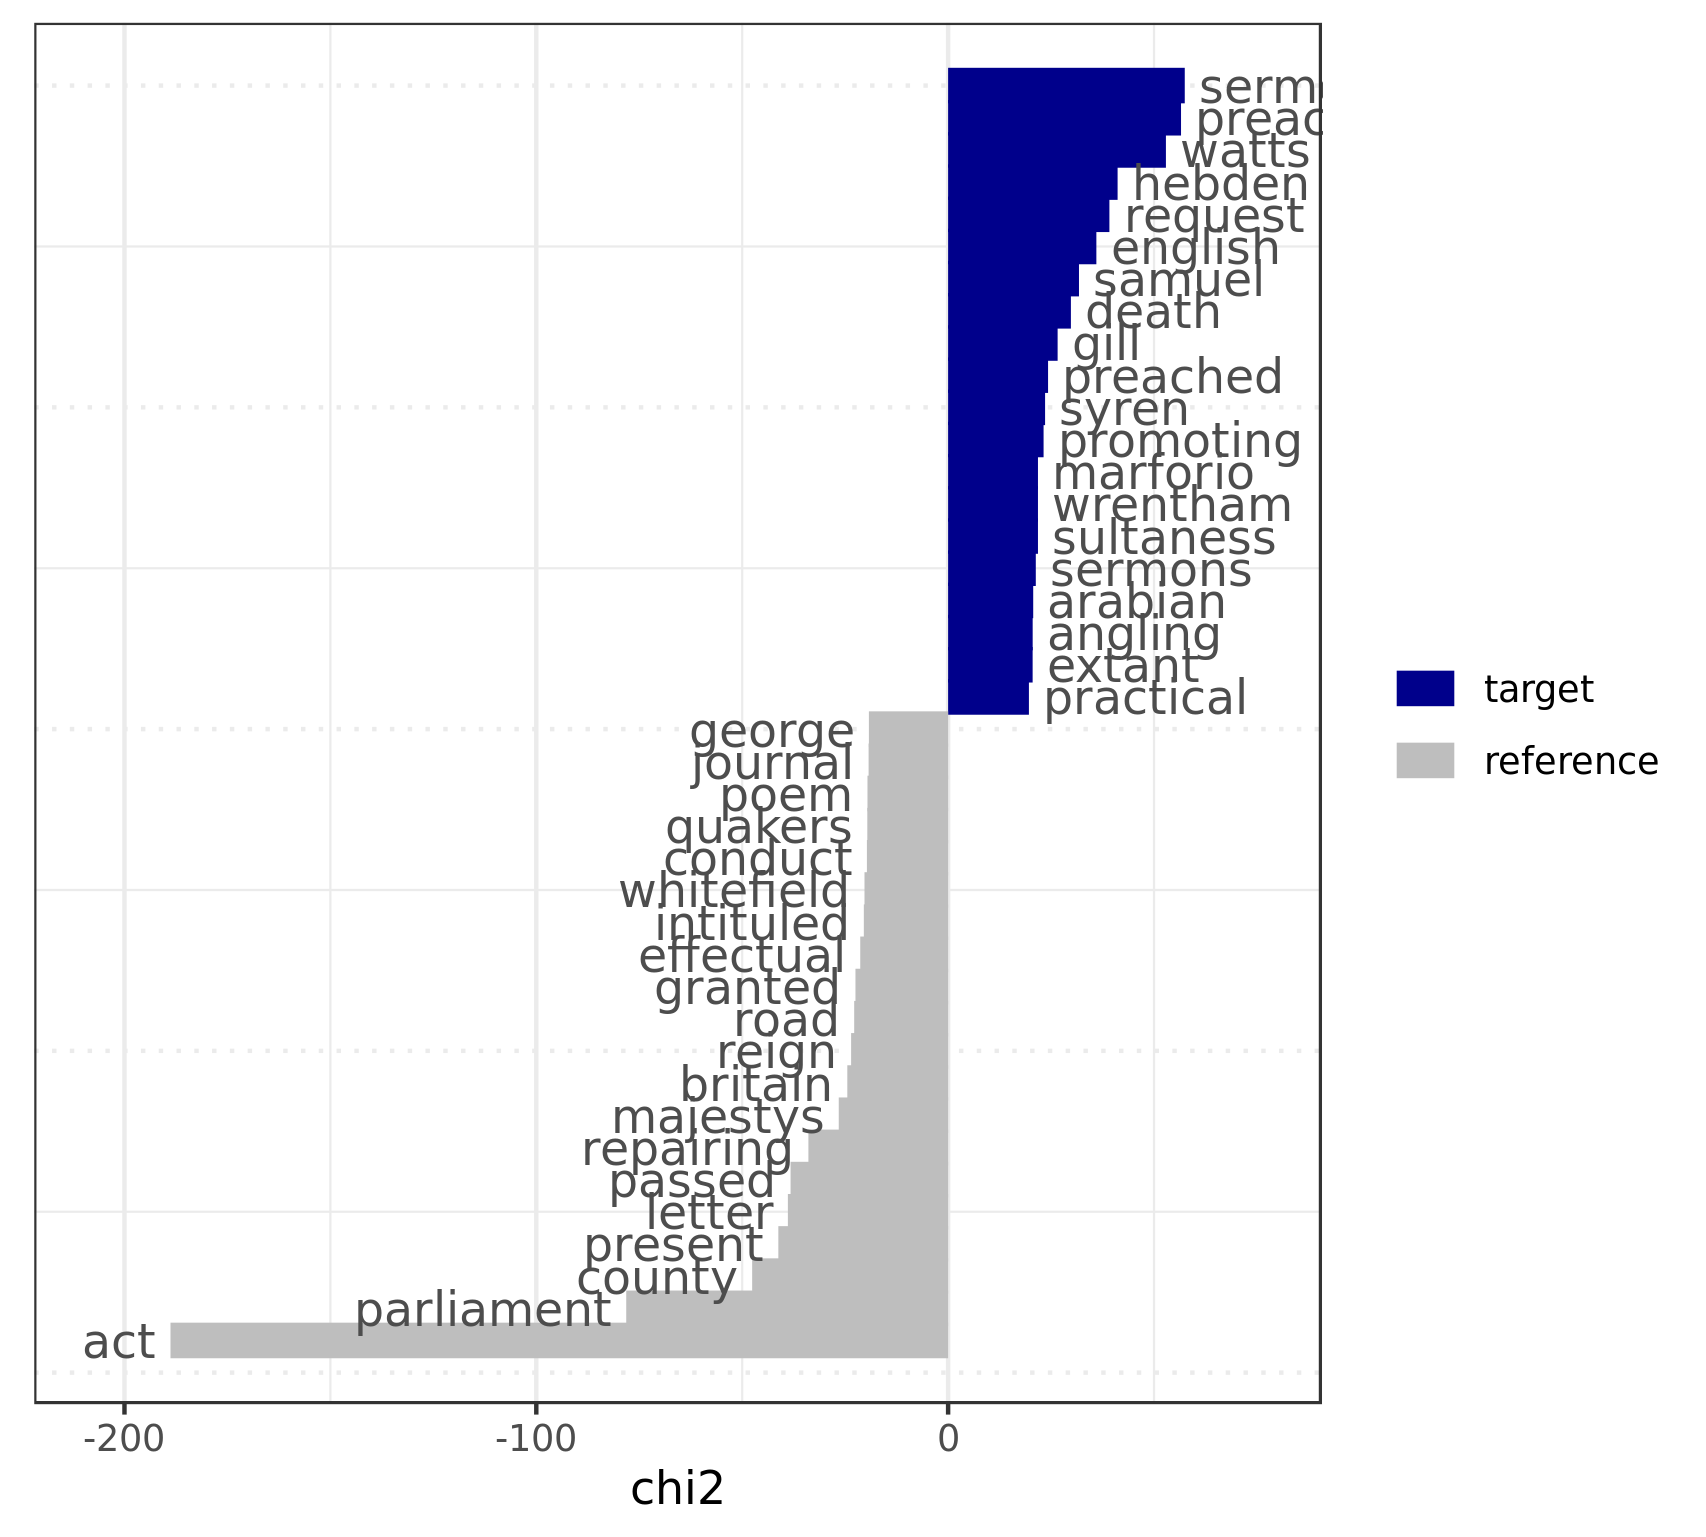 serm
preac
watts
hebden
request
english
samuel
death
gill
preached
syren
promoting
marforio
wrentham
sultaness
sermons
arabian
angling
extant
practical
george
journal
poem
quakers
conduct
whitefield
intituled
effectual
granted
road
reign
britain
majestys
repairing
passed
letter
present
county
parliament
act
target
reference
-200
-100
0
chi2